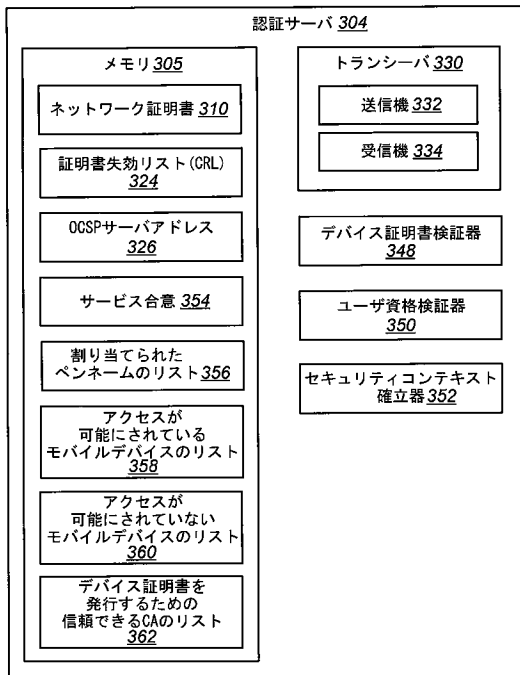 認証サーバ 304
メモリ305
ネットワーク証明書 310
証明書失効リスト(CRL)
324
OCSPサーバアドレス
326
サービス合意 354
割り当てられた
ペンネームのリスト356
アクセスが
可能にされている
モバイルデバイスのリスト
358
アクセスが
可能にされていない
モバイルデバイスのリスト
360
デバイス証明書を
発行するための
信頼できるCAのリスト
362
トランシーバ 330
送信機 332
受信機 334
デバイス証明書検証器
348
ユーザ資格検証器
350
セキュリティコンテキスト
確立器352